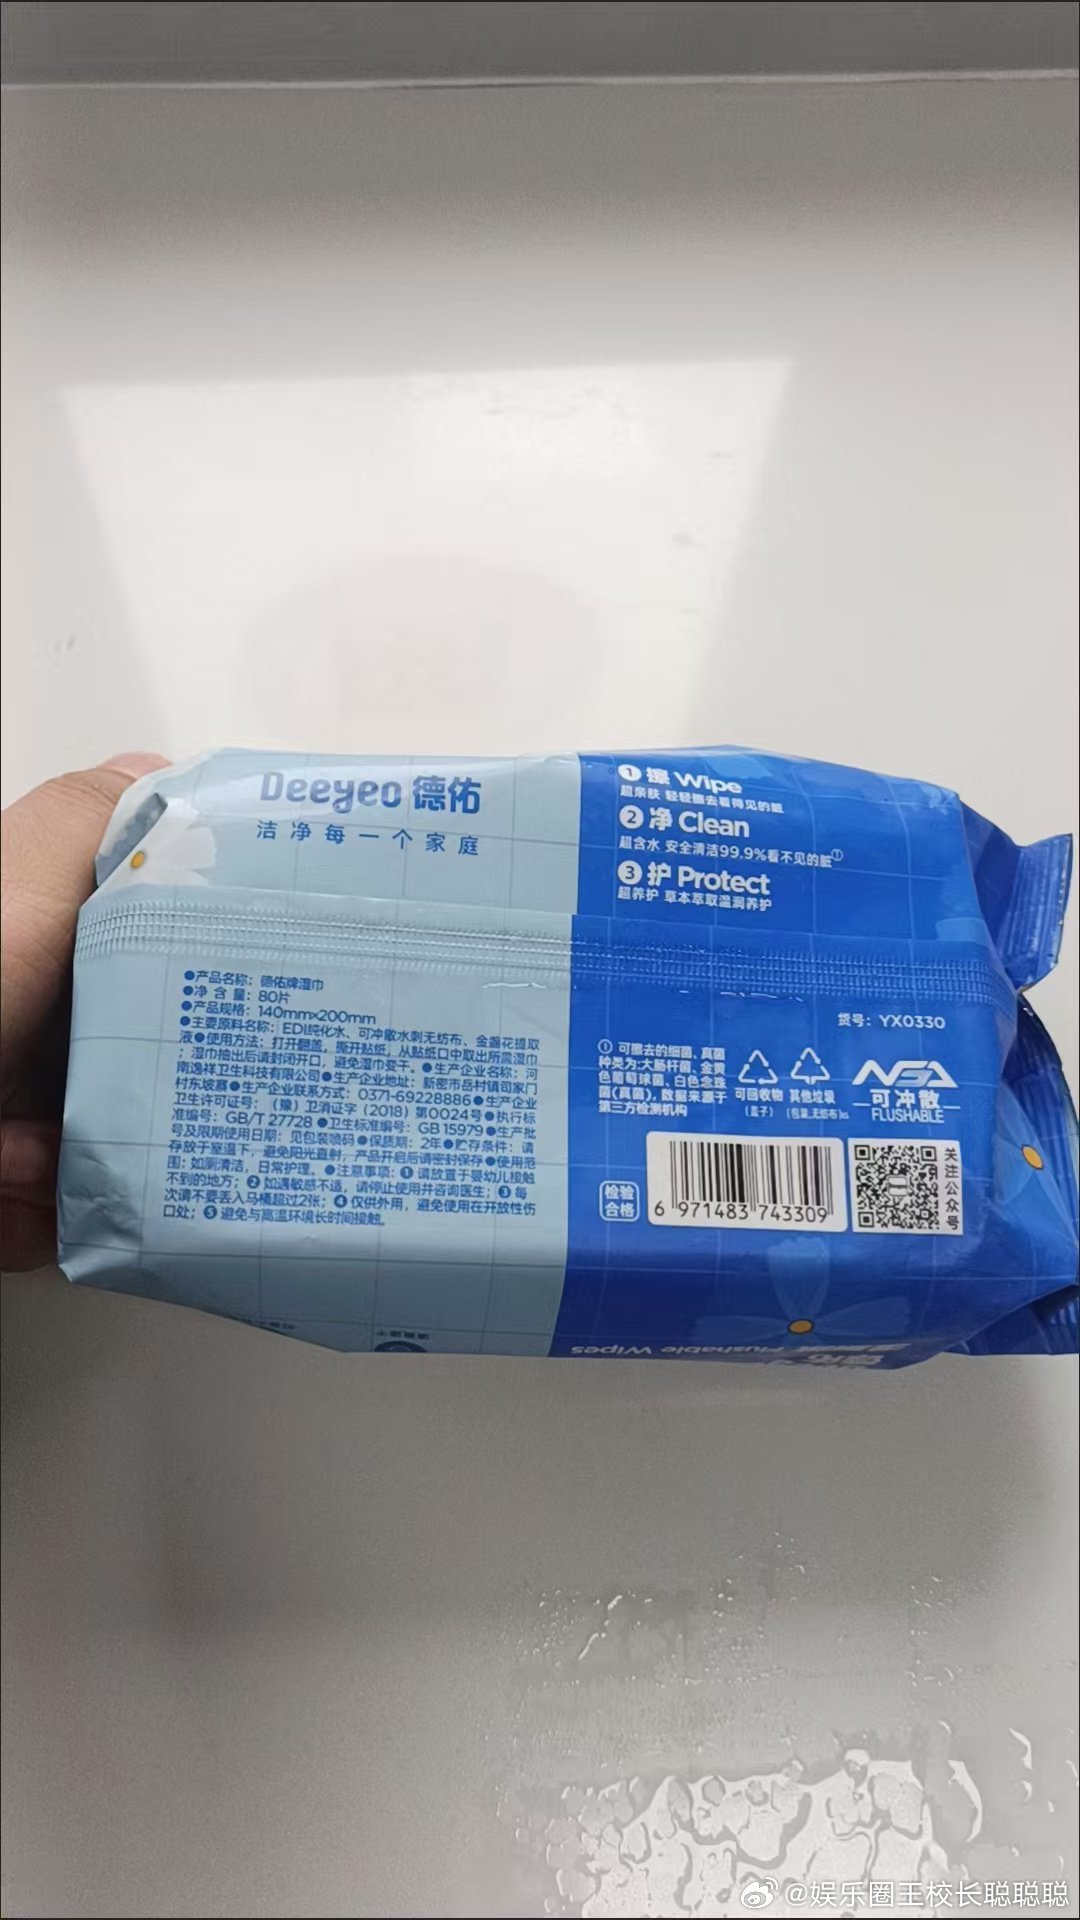 Deeyeo 德佑
洁净每一个家庭
❶ 擦 Wipe
超亲肤 轻轻擦去看得见的脏
❷ 净 Clean
超含水 安全清洁99.9%看不见的脏①
❸ 护 Protect
超养护 草本萃取温润养护
●产品名称：德佑牌湿巾
●净 含 量：80片
●产品规格：140mm×200mm
●主要原料名称：EDI纯化水、可冲散水刺无纺布、金盏花提取
液●使用方法：打开翻盖，撕开贴纸，从贴纸口中取出所需湿巾
；湿巾抽出后请封闭开口，避免湿巾变干。●生产企业名称：河
南逸祥卫生科技有限公司●生产企业地址：新密市岳村镇司家门
村东坡寨●生产企业联系方式：0371-69228886●生产企业
卫生许可证号：（豫）卫消证字（2018）第0024号●执行标
准编号：GB/T 27728●卫生标准编号：GB 15979●生产批
号及限期使用日期：见包装喷码●保质期：2年●贮存条件：请
存放于室温下，避免阳光直射，产品开启后请密封保存●使用范
围：如厕清洁，日常护理。●注意事项：❶请放置于婴幼儿接触
不到的地方；❷如遇敏感不适，请停止使用并咨询医生；❸每
次请不要丢入马桶超过2张；❹仅供外用，避免使用在开放性伤
口处；❺避免与高温环境长时间接触。
货号：YX0330
① 可擦去的细菌、真菌
种类为:大肠杆菌、金黄
色葡萄球菌、白色念珠
菌(真菌)，数据来源于
第三方检测机构
可回收物
（盖子）
其他垃圾
（包装、无纺布）
可冲散
FLUSHABLE
检验
合格
6 971483 743309
关注公众号
Flushable Wipes
@娱乐圈王校长聪聪聪